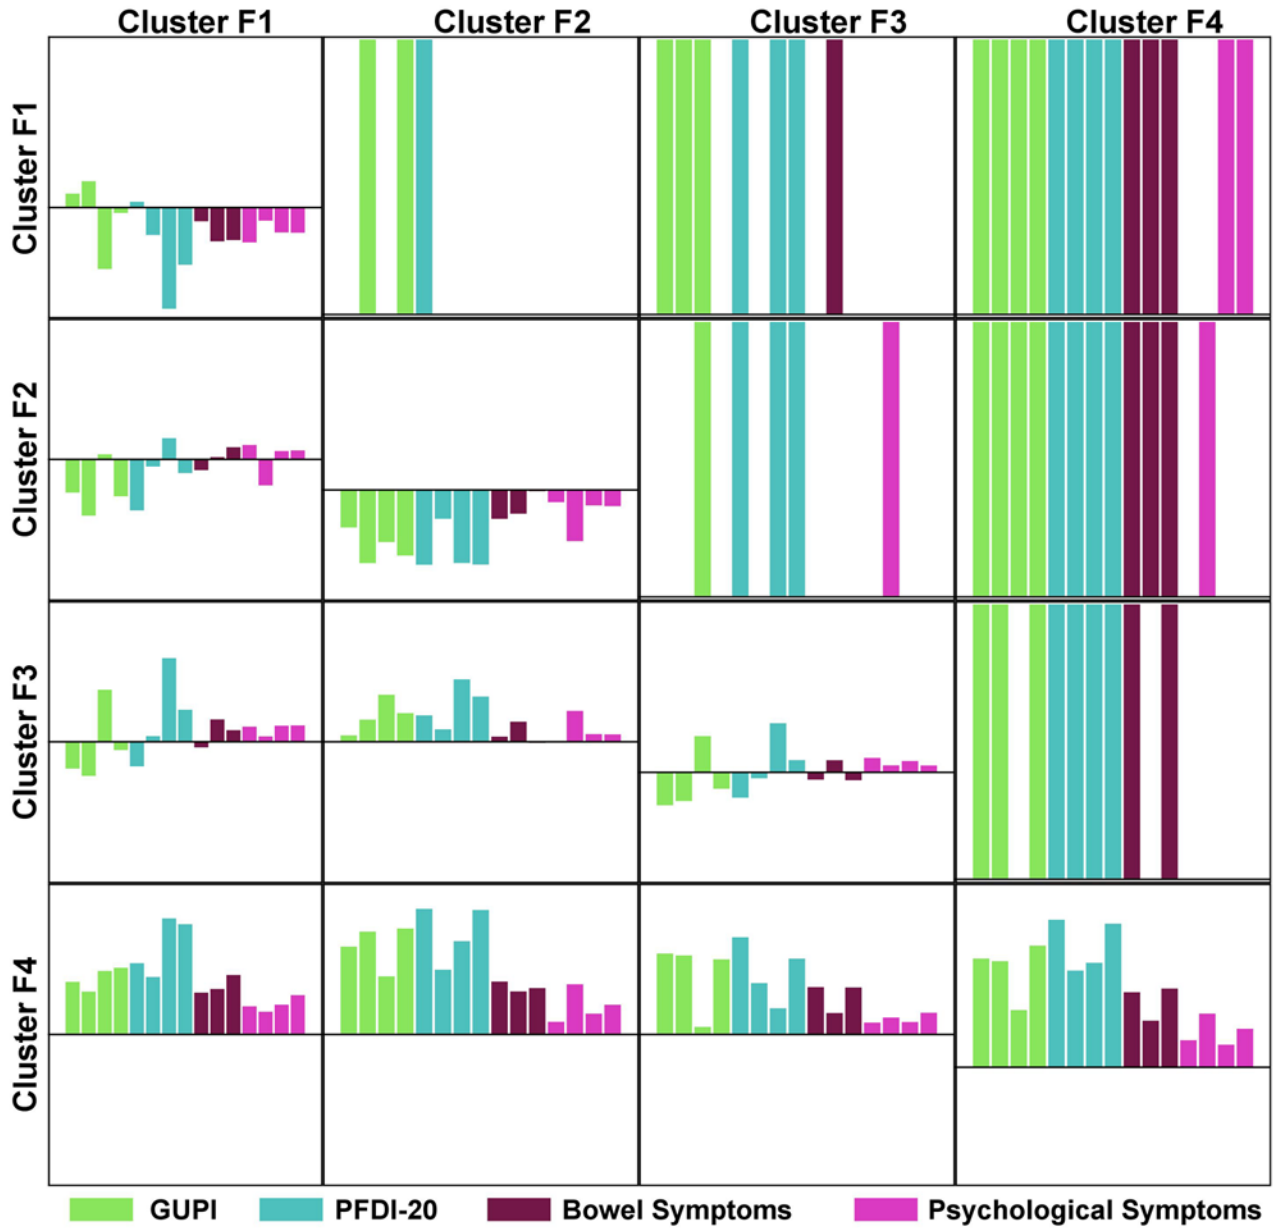 Cluster F1 Cluster F2 Cluster F3 Cluster F4
Cluster F1
Cluster F2
Cluster F3
Cluster F4
GUPI PFDI-20 Bowel Symptoms Psychological Symptoms